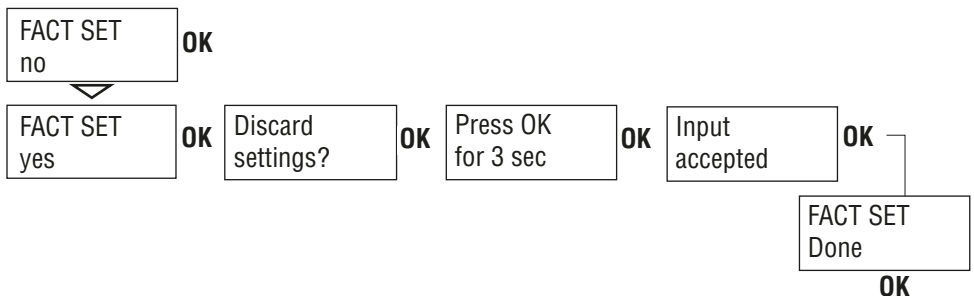 FACT SET
no
OK
FACT SET
yes
OK
Discard
settings?
OK
Press OK
for 3 sec
OK
Input
accepted
OK
FACT SET
Done
OK